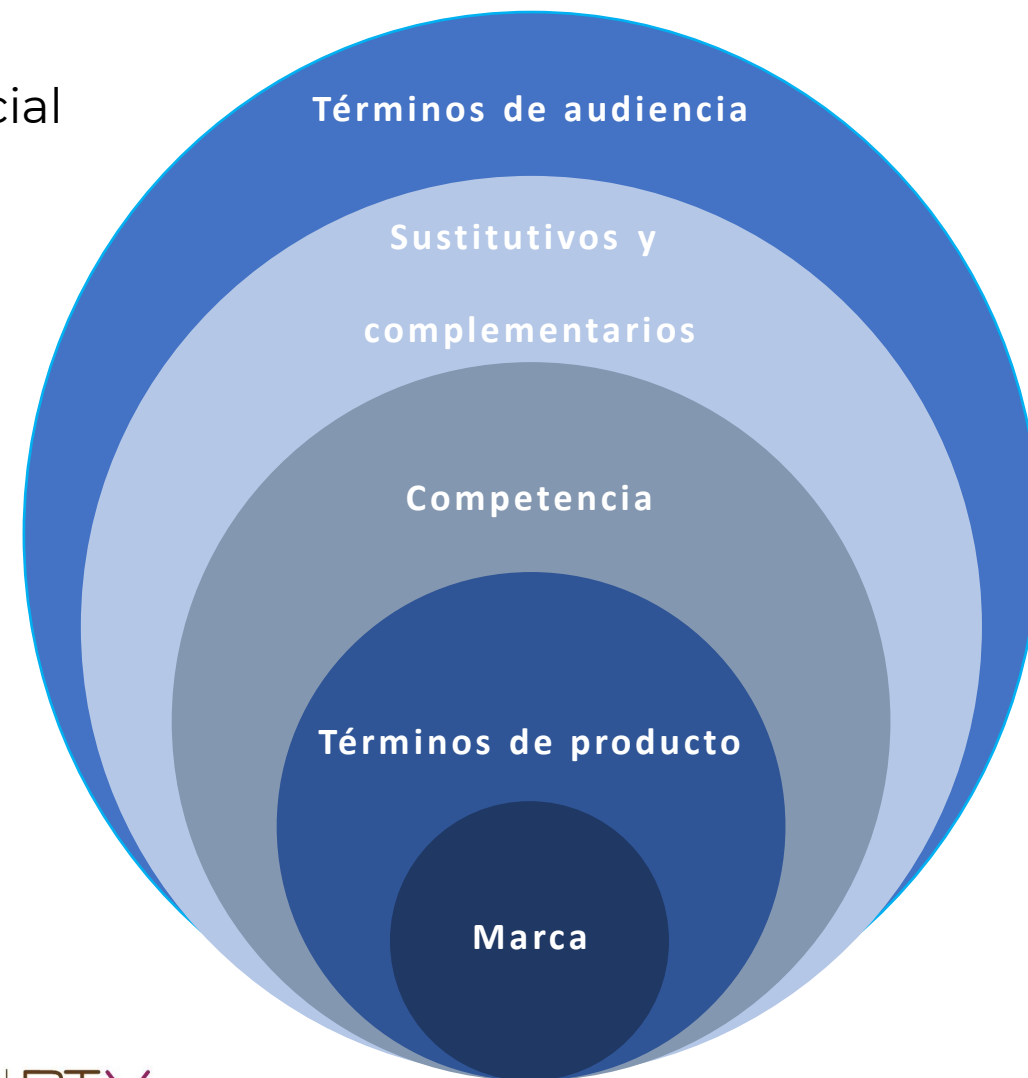 cial
Términos de audiencia
Sustitutivos y
complementarios
Competencia
Términos de producto
Marca